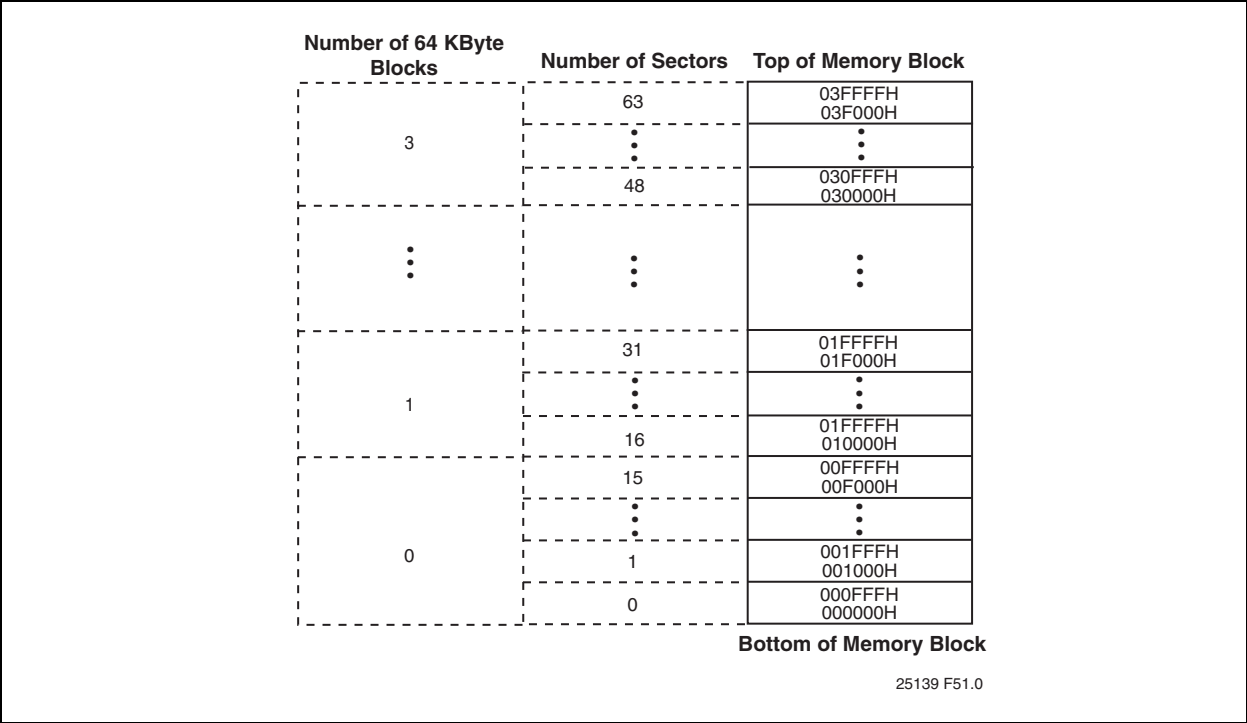 Number of 64 KByte
Blocks
Number of Sectors
Top of Memory Block
3
63
03FFFFH
03F000H
48
030FFFH
030000H
1
31
01FFFFH
01F000H
16
01FFFFH
010000H
0
15
00FFFFH
00F000H
1
001FFFH
001000H
0
000FFFH
000000H
Bottom of Memory Block
25139 F51.0